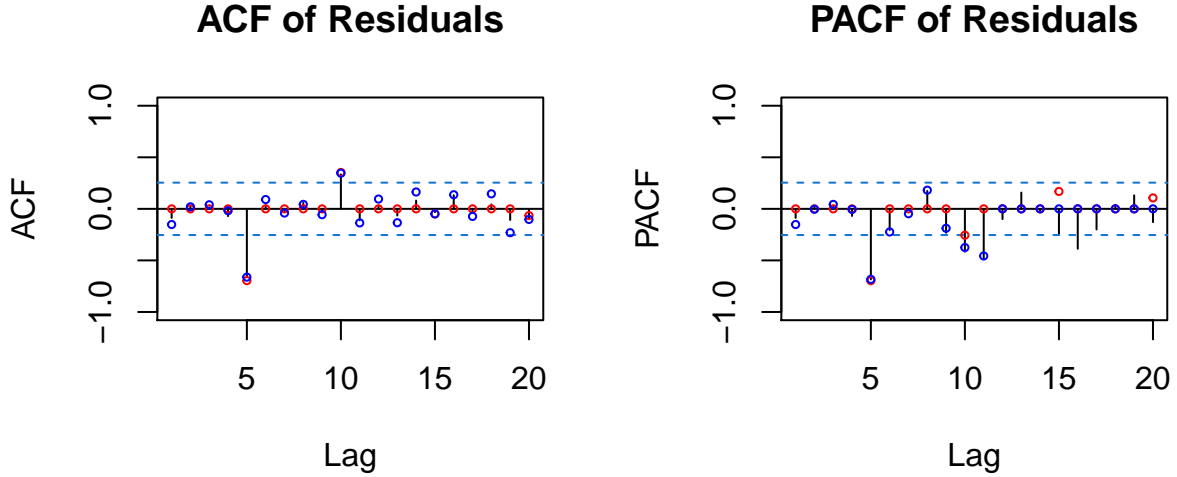 ACF of Residuals
ACF
1.0
0.0
−1.0
5 10 15 20
Lag
PACF of Residuals
PACF
1.0
0.0
−1.0
5 10 15 20
Lag